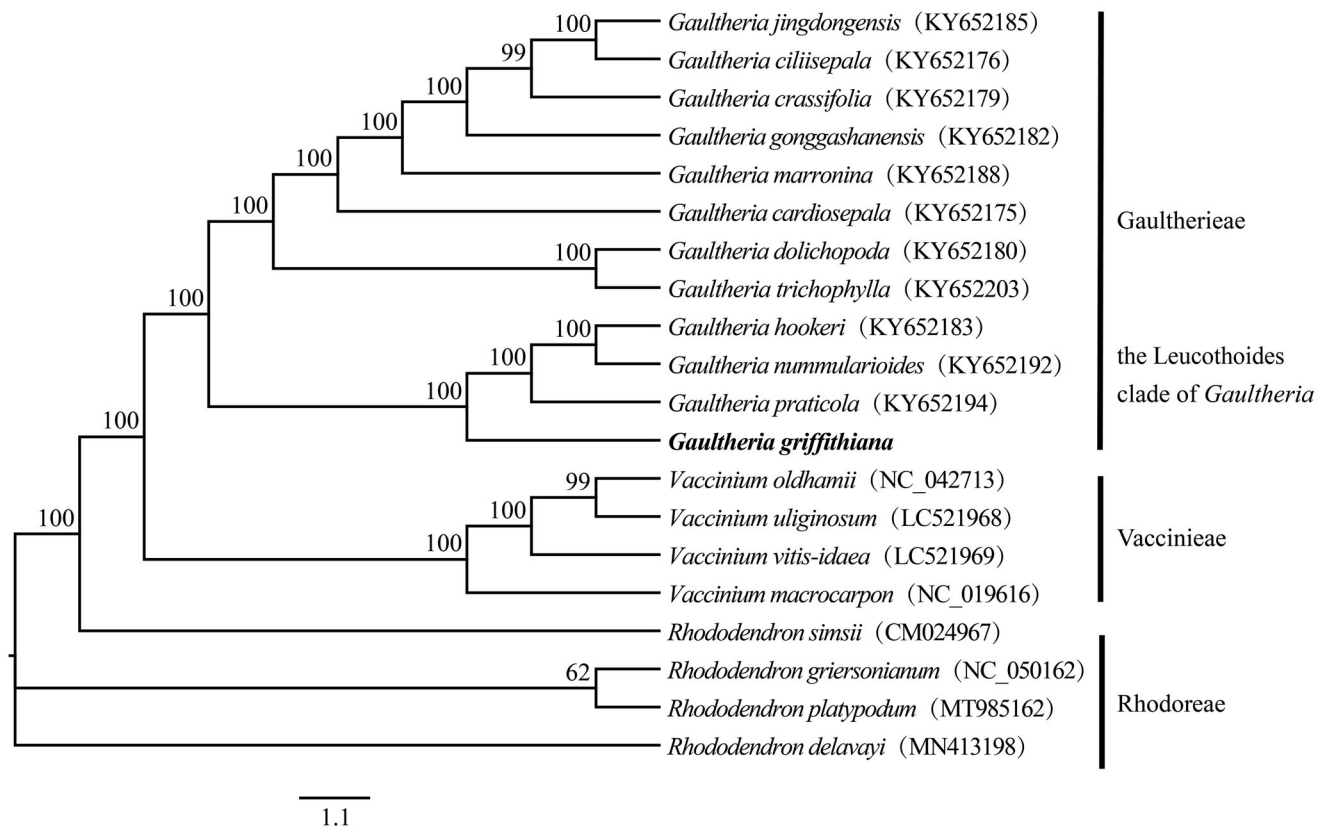 100
Gaultheria jingdongensis（KY652185）
99
Gaultheria ciliisepala（KY652176）
100
Gaultheria crassifolia（KY652179）
100
Gaultheria gonggashanensis（KY652182）
100
Gaultheria marronina（KY652188）
100
Gaultheria cardiosepala（KY652175）
Gaultherieae
100
Gaultheria dolichopoda（KY652180）
100
Gaultheria trichophylla（KY652203）
100
Gaultheria hookeri（KY652183）
100
Gaultheria nummularioides（KY652192）
the Leucothoides
clade of Gaultheria
100
Gaultheria praticola（KY652194）
100
Gaultheria griffithiana
99
Vaccinium oldhamii（NC_042713）
100
Vaccinium uliginosum（LC521968）
100
Vaccinium vitis-idaea（LC521969）
Vaccinieae
100
Vaccinium macrocarpon（NC_019616）
Rhododendron simsii（CM024967）
62
Rhododendron griersonianum（NC_050162）
Rhododendron platypodum（MT985162）
Rhodoreae
Rhododendron delavayi（MN413198）
1.1